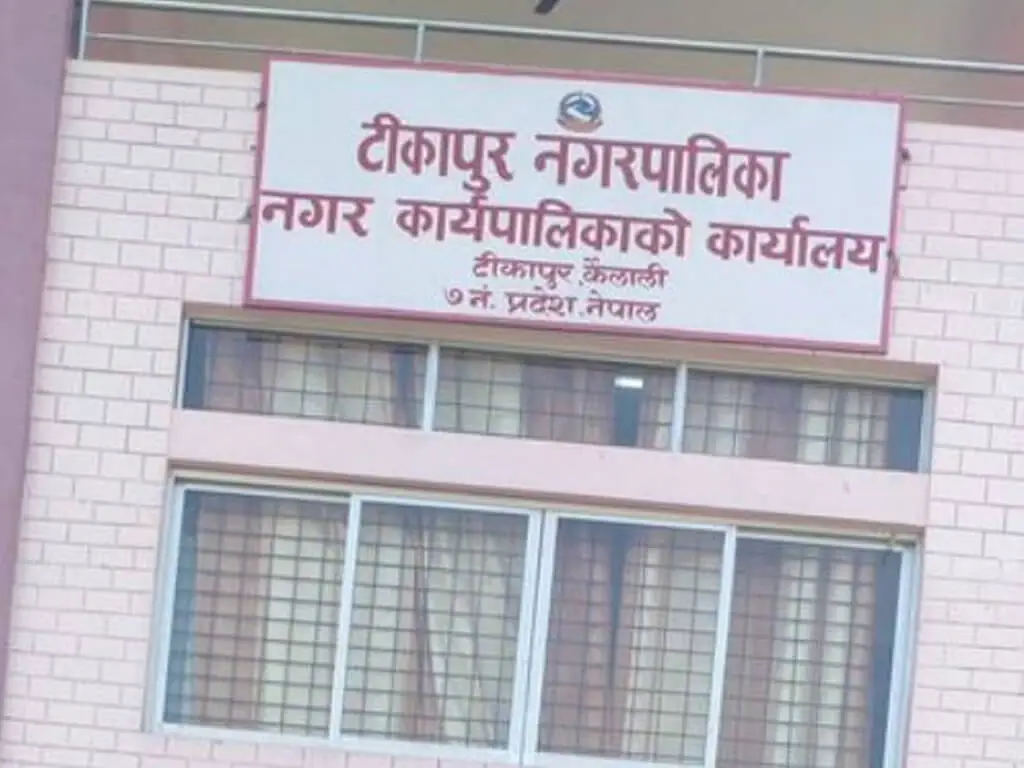 टीकापुर नगरपालिका
नगर कार्यपालिकाको कार्यालय
टीकापुर,कैलाली
७ नं. प्रदेश,नेपाल